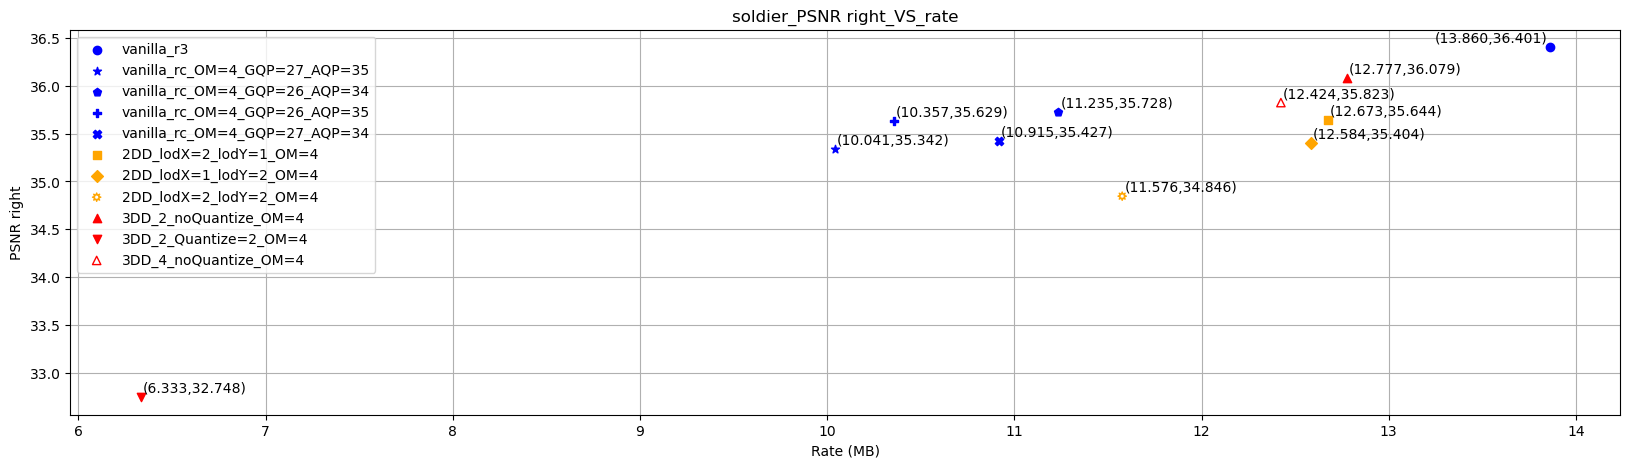 soldier_PSNR right_VS_rate
PSNR right
36.5
36.0
35.5
35.0
34.5
34.0
33.5
33.0
vanilla_r3
vanilla_rc_OM=4_GQP=27_AQP=35
vanilla_rc_OM=4_GQP=26_AQP=34
vanilla_rc_OM=4_GQP=26_AQP=35
vanilla_rc_OM=4_GQP=27_AQP=34
2DD_lodX=2_lodY=1_OM=4
2DD_lodX=1_lodY=2_OM=4
2DD_lodX=2_lodY=2_OM=4
3DD_2_noQuantize_OM=4
3DD_2_Quantize=2_OM=4
3DD_4_noQuantize_OM=4
(13.860,36.401)
(12.777,36.079)
(12.424,35.823)
(12.673,35.644)
(12.584,35.404)
(11.235,35.728)
(10.357,35.629)
(10.915,35.427)
(10.041,35.342)
(11.576,34.846)
(6.333,32.748)
6 7 8 9 10 11 12 13 14
Rate (MB)